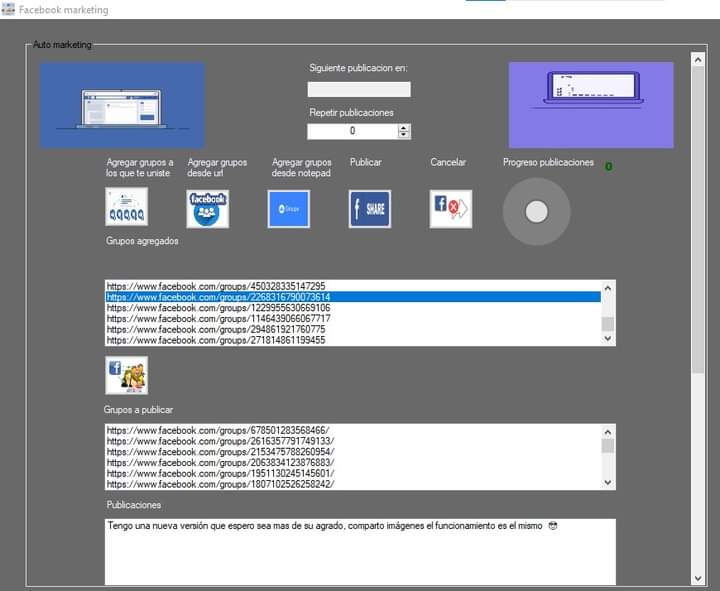 Facebook marketing
Auto marketing
Siguiente publicacion en:
Repetir publicaciones
0
Agregar grupos a
los que te uniste
Agregar grupos
desde url
Agregar grupos
desde notepad
Publicar
Cancelar
Progreso publicaciones
0
facebook
Groups
f SHARE
Grupos agregados
https://www.facebook.com/groups/450328335147295
https://www.facebook.com/groups/2268316790073614
https://www.facebook.com/groups/1229955630669106
https://www.facebook.com/groups/1146439066067717
https://www.facebook.com/groups/294861921760775
https://www.facebook.com/groups/271814861199455
Grupos a publicar
https://www.facebook.com/groups/678501283568466/
https://www.facebook.com/groups/2616357791749133/
https://www.facebook.com/groups/2153475788260954/
https://www.facebook.com/groups/2063834123876883/
https://www.facebook.com/groups/1951130245145601/
https://www.facebook.com/groups/1807102526258242/
Publicaciones
Tengo una nueva versión que espero sea mas de su agrado, comparto imágenes el funcionamiento es el mismo 😎